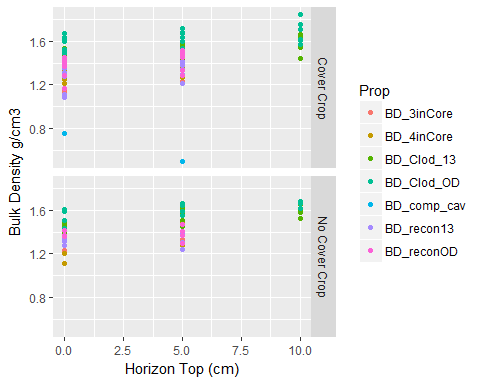 Bulk Density g/cm3
1.6
1.2
0.8
Cover Crop
1.6
1.2
0.8
No Cover Crop
0.0
2.5
5.0
7.5
10.0
Horizon Top (cm)
Prop
BD_3inCore
BD_4inCore
BD_Clod_13
BD_Clod_OD
BD_comp_cav
BD_recon13
BD_reconOD